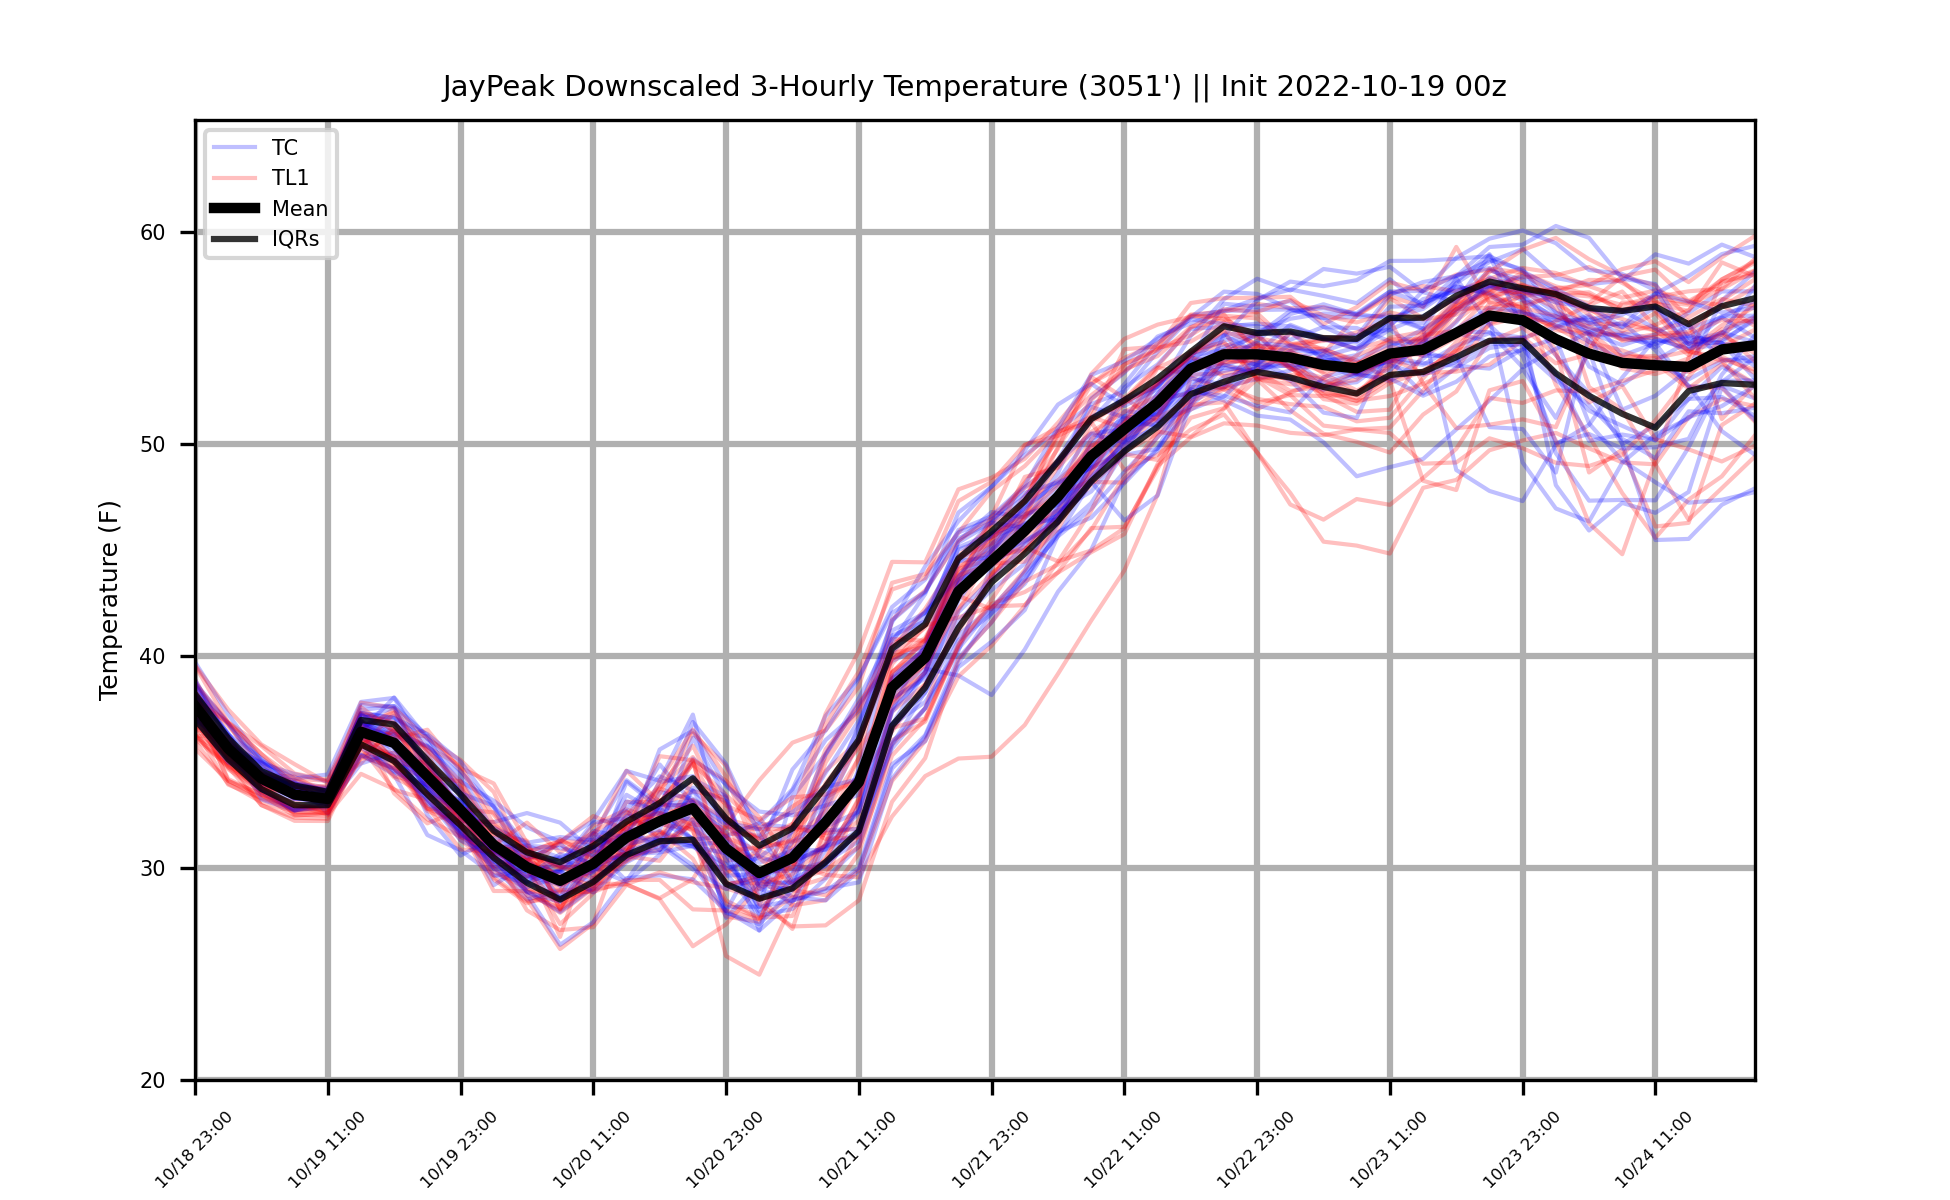 JayPeak Downscaled 3-Hourly Temperature (3051') || Init 2022-10-19 00z
TC
TL1
Mean
IQRs
Temperature (F)
60
50
40
30
20
10/18 23:00
10/19 11:00
10/19 23:00
10/20 11:00
10/20 23:00
10/21 11:00
10/21 23:00
10/22 11:00
10/22 23:00
10/23 11:00
10/23 23:00
10/24 11:00